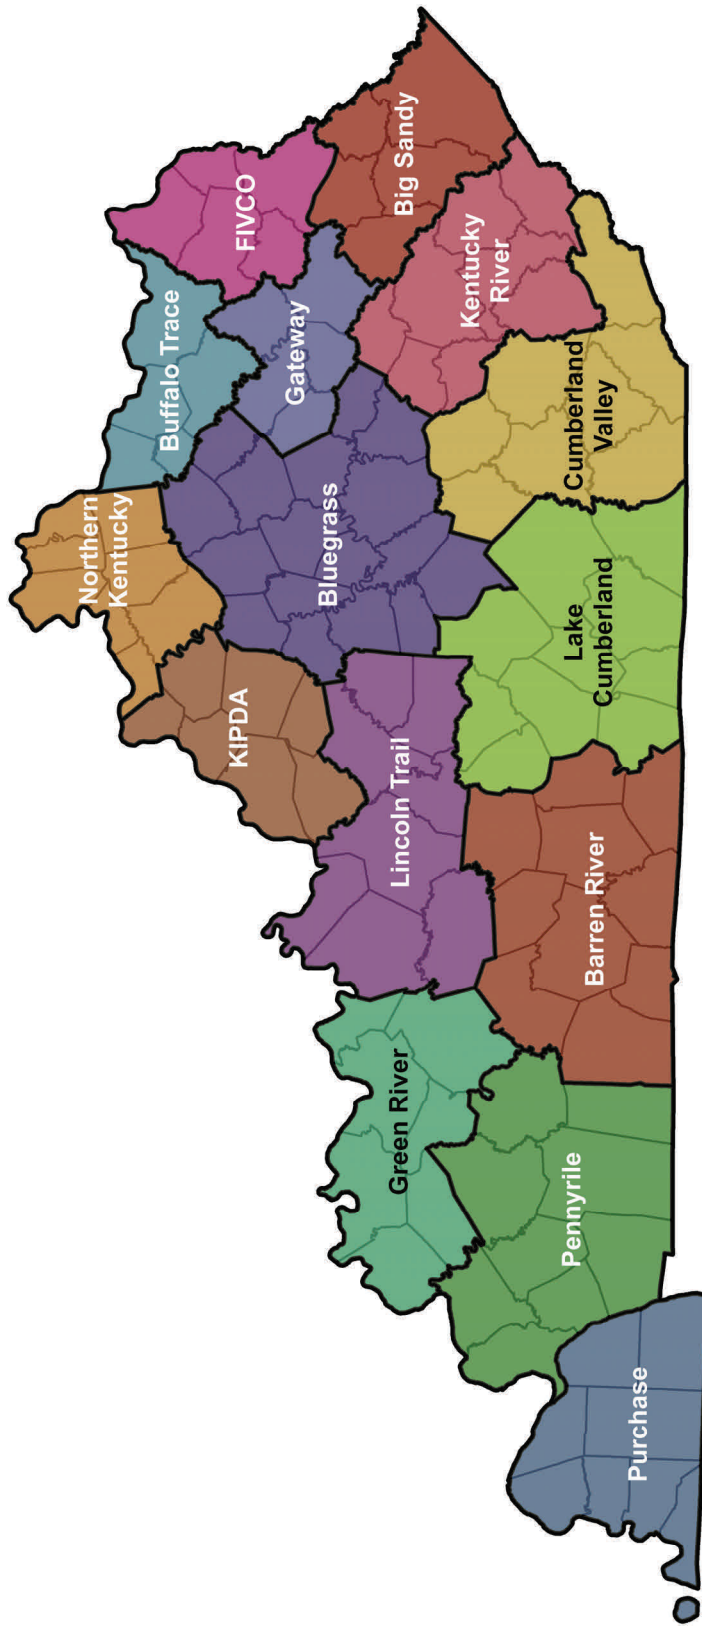 Northern
Kentucky
Buffalo Trace
FIVCO
KIPDA
Bluegrass
Gateway
Big Sandy
Green River
Lincoln Trail
Kentucky
River
Purchase
Pennyrile
Barren River
Lake
Cumberland
Cumberland
Valley